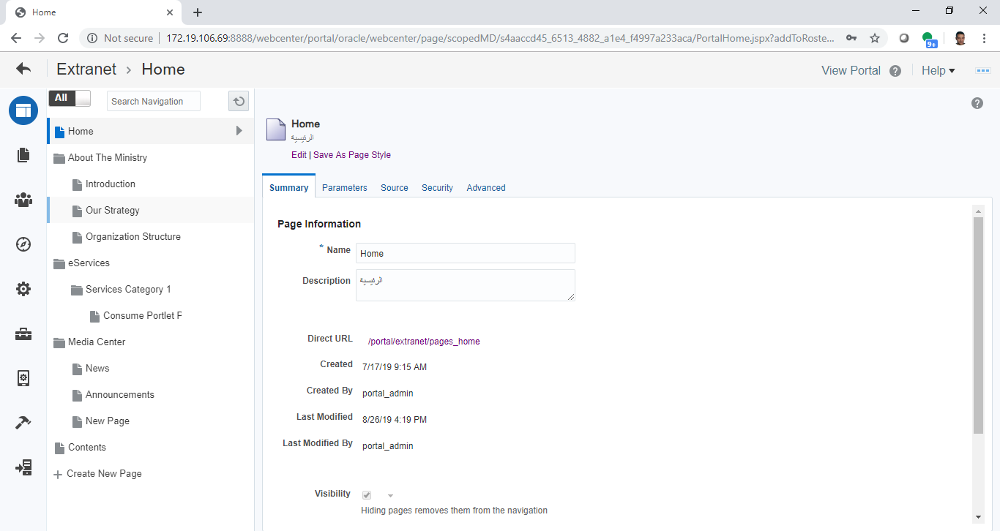 Home
Not secure
172.19.106.69:8888/webcenter/portal/oracle/webcenter/page/scopedMD/s4aaccd45_6513_4882_a1e4_f4997a233aca/PortalHome.jspx?addToRoste...
9+
Extranet > Home
View Portal
Help
All
Search Navigation
Home
About The Ministry
Introduction
Our Strategy
Organization Structure
eServices
Services Category 1
Consume Portlet F
Media Center
News
Announcements
New Page
Contents
Create New Page
Home
الرئيسية
Edit | Save As Page Style
Summary Parameters Source Security Advanced
Page Information
* Name Home
Description الرئيسية
Direct URL /portal/extranet/pages_home
Created 7/17/19 9:15 AM
Created By portal_admin
Last Modified 8/26/19 4:19 PM
Last Modified By portal_admin
Visibility
Hiding pages removes them from the navigation